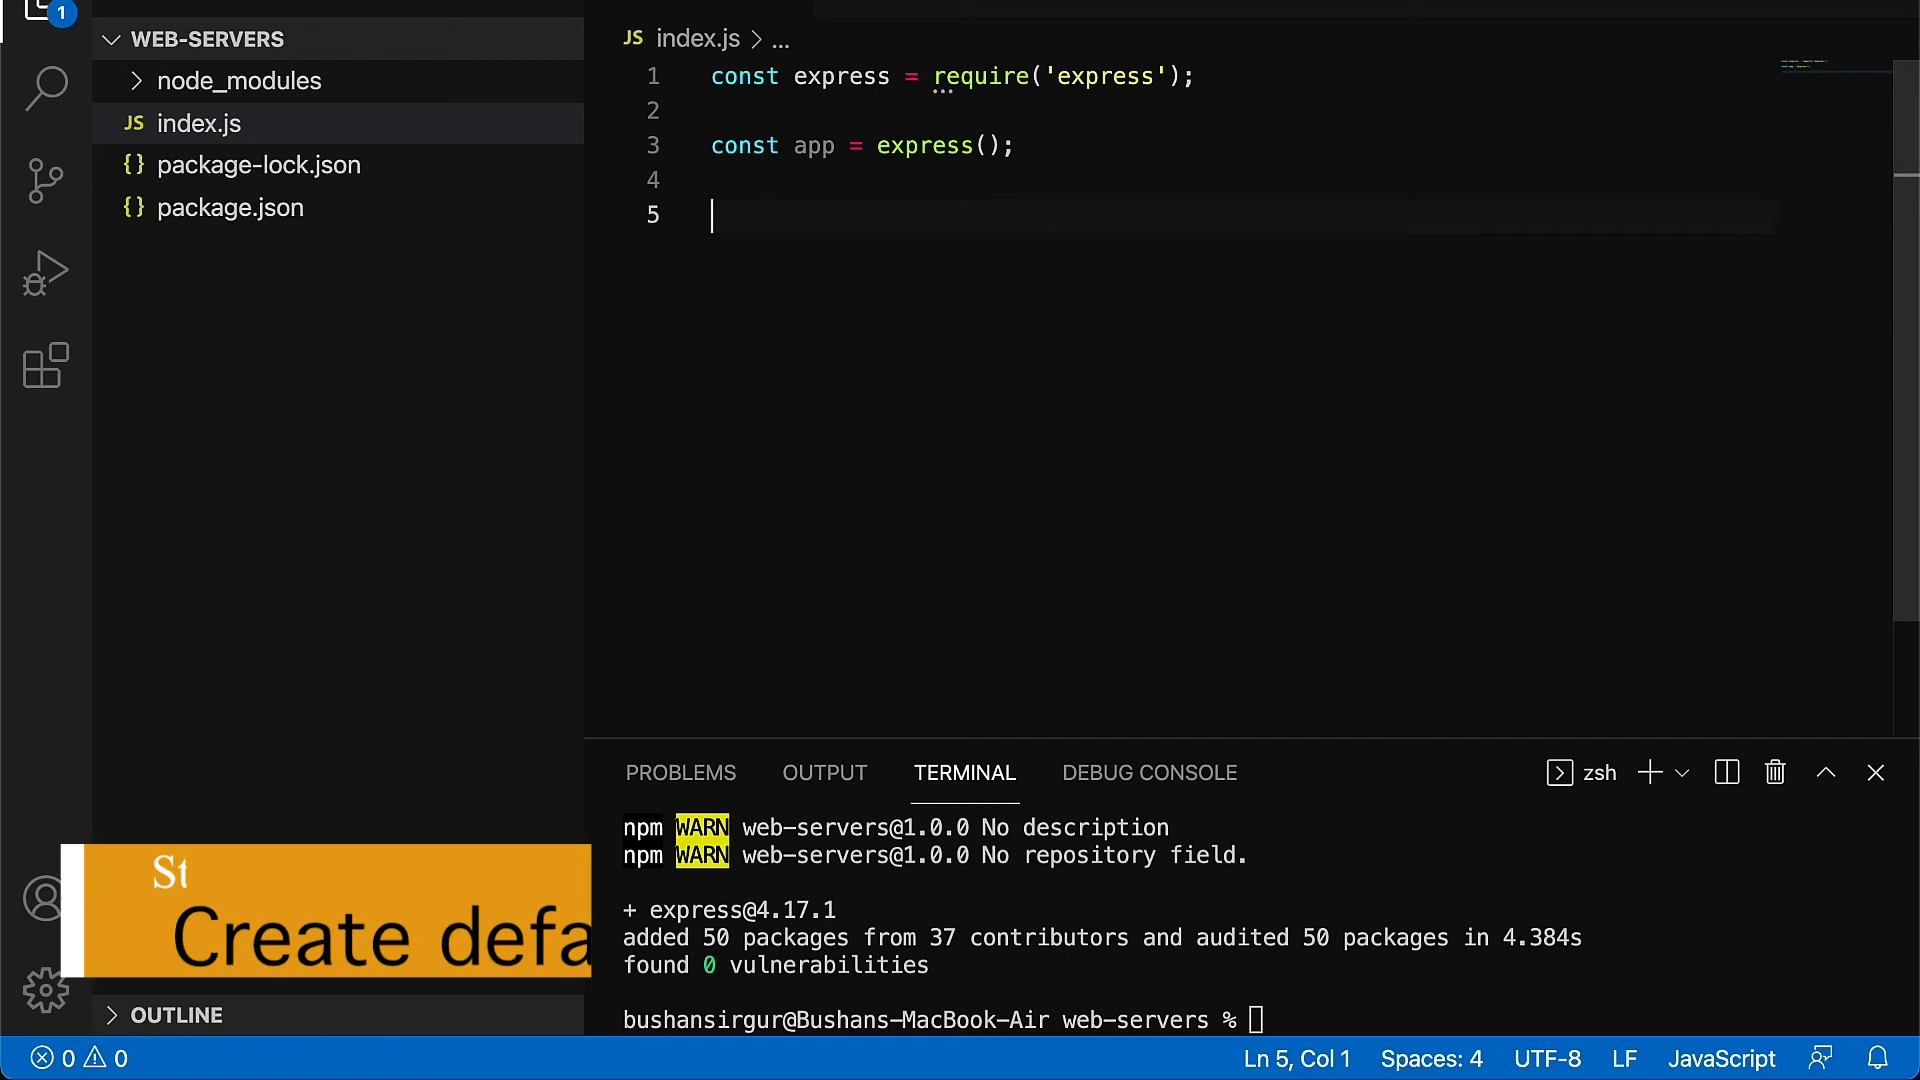 1
WEB-SERVERS
node_modules
JS index.js
{} package-lock.json
{} package.json
JS index.js > ...
1 const express = require('express');
2
3 const app = express();
4
5
PROBLEMS OUTPUT TERMINAL DEBUG CONSOLE zsh
npm WARN web-servers@1.0.0 No description
npm WARN web-servers@1.0.0 No repository field.
+ express@4.17.1
added 50 packages from 37 contributors and audited 50 packages in 4.384s
found 0 vulnerabilities
bushansirgur@Bushans-MacBook-Air web-servers %
St
Create defa
OUTLINE
0 0 Ln 5, Col 1 Spaces: 4 UTF-8 LF JavaScript